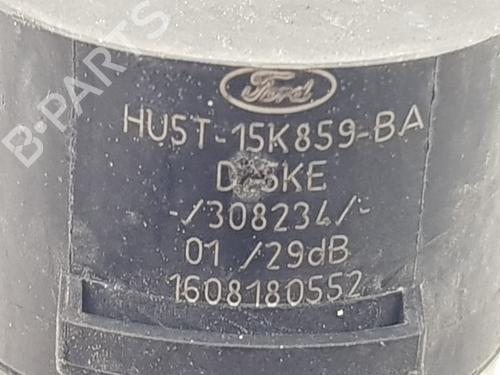 B-PARTS
Ford
HU5T-15K859-BA
-/308234/-
01 /29dB
1608180552